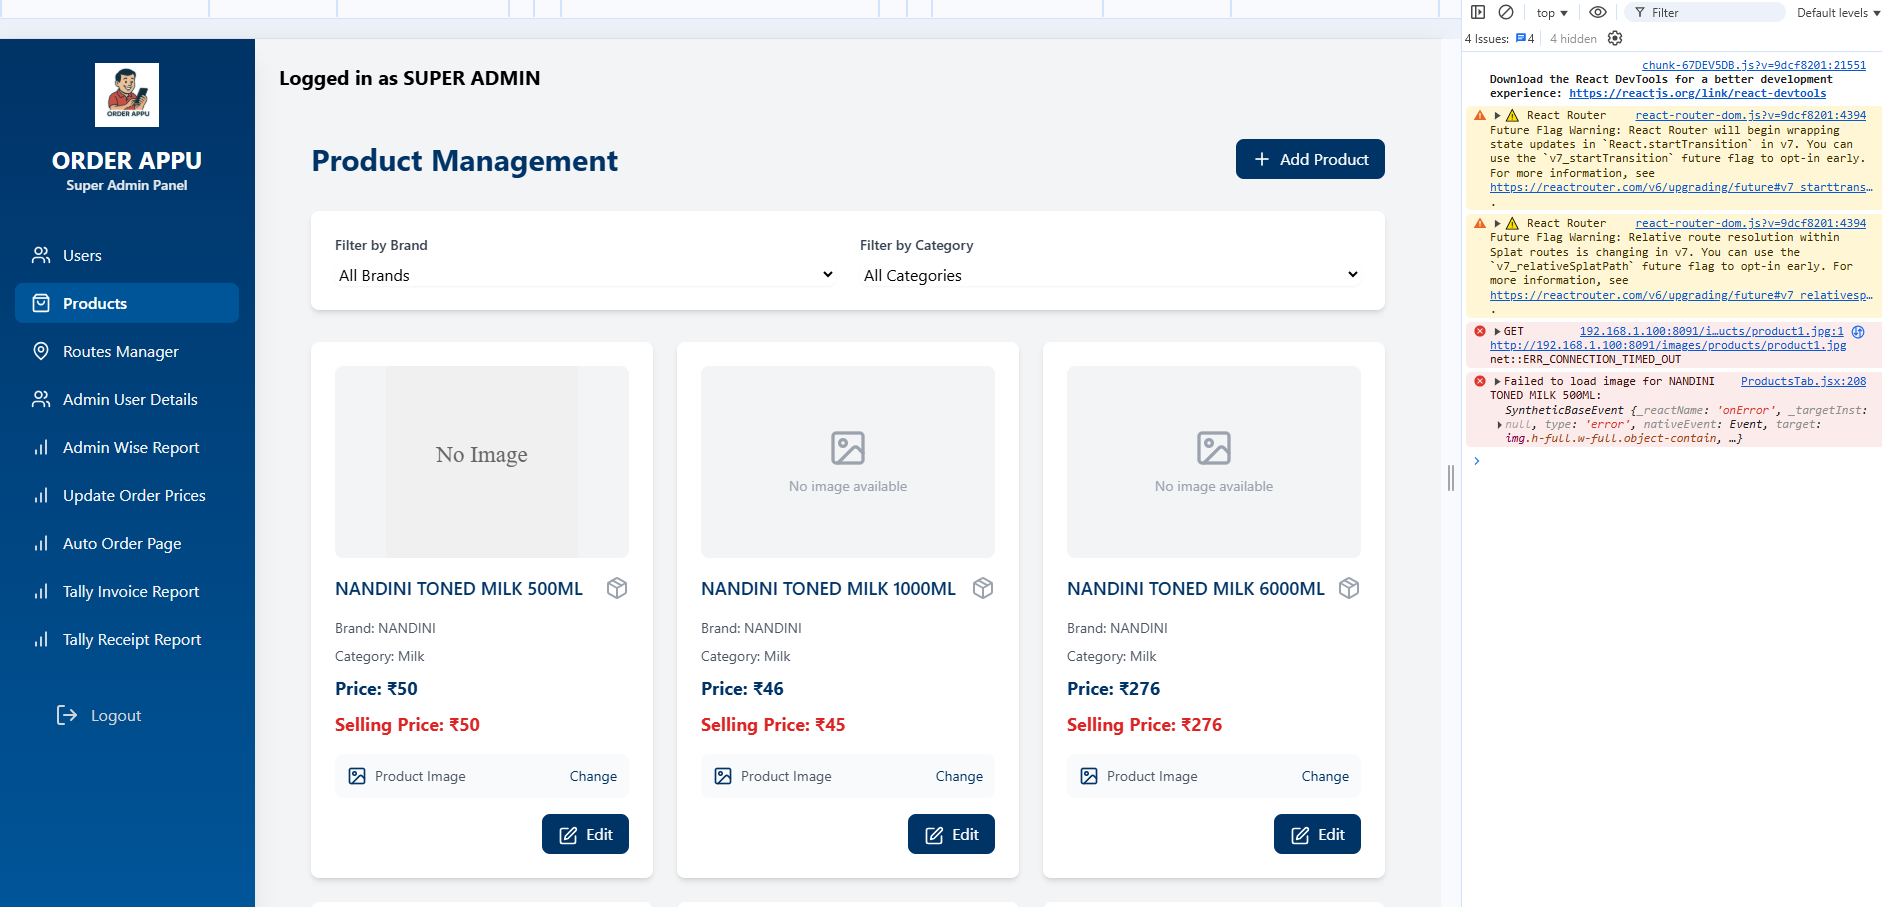 ORDER APPU
ORDER APPU
Super Admin Panel
Users
Products
Routes Manager
Admin User Details
Admin Wise Report
Update Order Prices
Auto Order Page
Tally Invoice Report
Tally Receipt Report
Logout
Logged in as SUPER ADMIN
Product Management
Add Product
Filter by Brand
All Brands
Filter by Category
All Categories
No Image
NANDINI TONED MILK 500ML
Brand: NANDINI
Category: Milk
Price: ₹50
Selling Price: ₹50
Product Image Change
Edit
No image available
NANDINI TONED MILK 1000ML
Brand: NANDINI
Category: Milk
Price: ₹46
Selling Price: ₹45
Product Image Change
Edit
No image available
NANDINI TONED MILK 6000ML
Brand: NANDINI
Category: Milk
Price: ₹276
Selling Price: ₹276
Product Image Change
Edit
top Filter Default levels
4 Issues: 4 4 hidden
chunk-67DEV5DB.js?v=9dcf8201:21551
Download the React DevTools for a better development
experience: https://reactjs.org/link/react-devtools
React Router react-router-dom.js?v=9dcf8201:4394
Future Flag Warning: React Router will begin wrapping
state updates in `React.startTransition` in v7. You can
use the `v7_startTransition` future flag to opt-in early.
For more information, see
https://reactrouter.com/v6/upgrading/future#v7_starttrans…
.
React Router react-router-dom.js?v=9dcf8201:4394
Future Flag Warning: Relative route resolution within
Splat routes is changing in v7. You can use the
`v7_relativeSplatPath` future flag to opt-in early. For
more information, see
https://reactrouter.com/v6/upgrading/future#v7_relativesp…
.
GET 192.168.1.100:8091/i…ucts/product1.jpg:1
http://192.168.1.100:8091/images/products/product1.jpg
net::ERR_CONNECTION_TIMED_OUT
Failed to load image for NANDINI ProductsTab.jsx:208
TONED MILK 500ML:
SyntheticBaseEvent {_reactName: 'onError', _targetInst:
null, type: 'error', nativeEvent: Event, target:
img.h-full.w-full.object-contain, …}